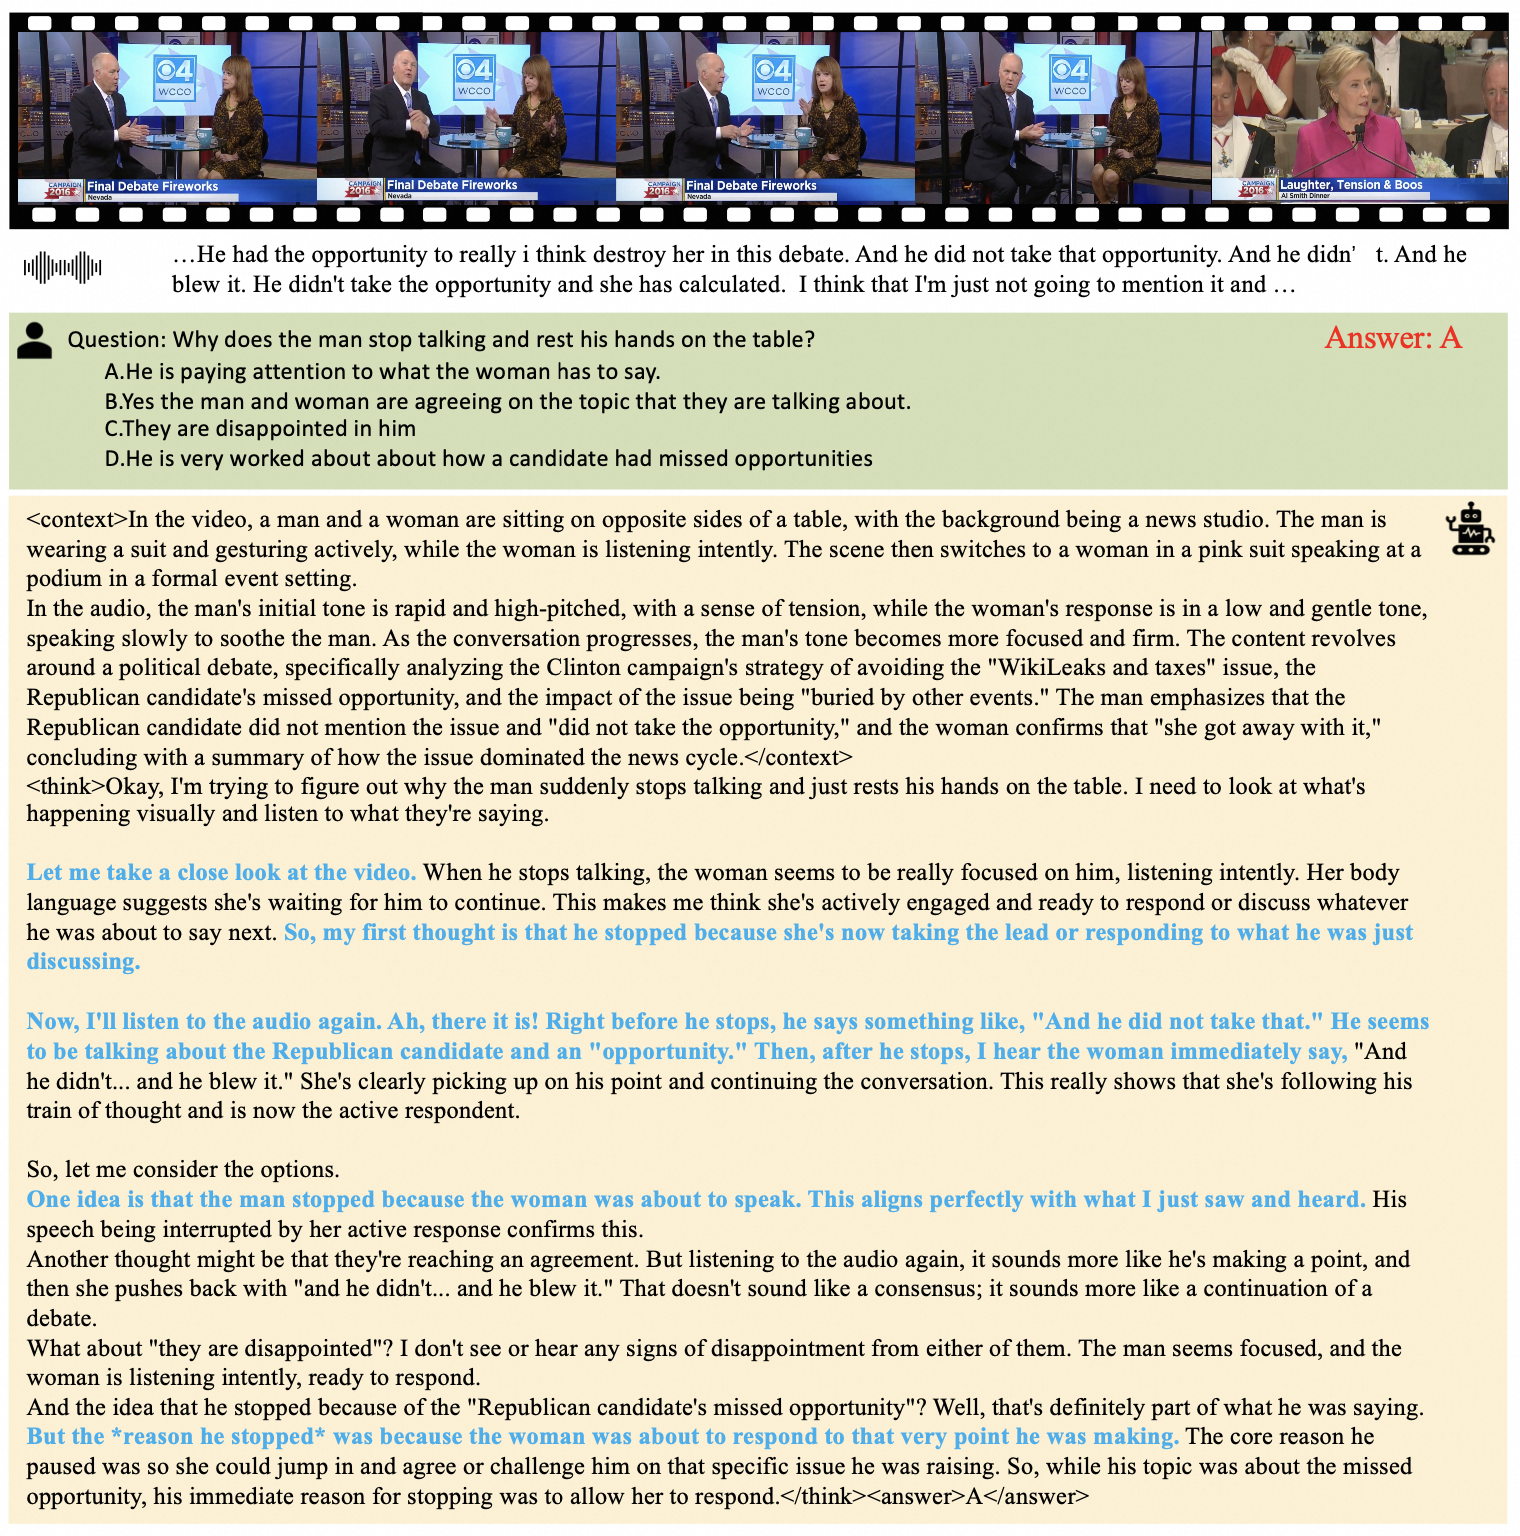 4
WCCO
4
WCCO
4
WCCO
4
WCCO
CAMPAIGN 2016 Final Debate Fireworks
Nevada
CAMPAIGN 2016 Final Debate Fireworks
Nevada
CAMPAIGN 2016 Final Debate Fireworks
Nevada
CAMPAIGN 2016 Laughter, Tension & Boos
Al Smith Dinner
…He had the opportunity to really i think destroy her in this debate. And he did not take that opportunity. And he didn’ t. And he
blew it. He didn't take the opportunity and she has calculated. I think that I'm just not going to mention it and …
Question: Why does the man stop talking and rest his hands on the table?
Answer: A
A.He is paying attention to what the woman has to say.
B.Yes the man and woman are agreeing on the topic that they are talking about.
C.They are disappointed in him
D.He is very worked about about how a candidate had missed opportunities
<context>In the video, a man and a woman are sitting on opposite sides of a table, with the background being a news studio. The man is
wearing a suit and gesturing actively, while the woman is listening intently. The scene then switches to a woman in a pink suit speaking at a
podium in a formal event setting.
In the audio, the man's initial tone is rapid and high-pitched, with a sense of tension, while the woman's response is in a low and gentle tone,
speaking slowly to soothe the man. As the conversation progresses, the man's tone becomes more focused and firm. The content revolves
around a political debate, specifically analyzing the Clinton campaign's strategy of avoiding the "WikiLeaks and taxes" issue, the
Republican candidate's missed opportunity, and the impact of the issue being "buried by other events." The man emphasizes that the
Republican candidate did not mention the issue and "did not take the opportunity," and the woman confirms that "she got away with it,"
concluding with a summary of how the issue dominated the news cycle.</context>
<think>Okay, I'm trying to figure out why the man suddenly stops talking and just rests his hands on the table. I need to look at what's
happening visually and listen to what they're saying.
Let me take a close look at the video. When he stops talking, the woman seems to be really focused on him, listening intently. Her body
language suggests she's waiting for him to continue. This makes me think she's actively engaged and ready to respond or discuss whatever
he was about to say next. So, my first thought is that he stopped because she's now taking the lead or responding to what he was just
discussing.
Now, I'll listen to the audio again. Ah, there it is! Right before he stops, he says something like, "And he did not take that." He seems
to be talking about the Republican candidate and an "opportunity." Then, after he stops, I hear the woman immediately say, "And
he didn't... and he blew it." She's clearly picking up on his point and continuing the conversation. This really shows that she's following his
train of thought and is now the active respondent.
So, let me consider the options.
One idea is that the man stopped because the woman was about to speak. This aligns perfectly with what I just saw and heard. His
speech being interrupted by her active response confirms this.
Another thought might be that they're reaching an agreement. But listening to the audio again, it sounds more like he's making a point, and
then she pushes back with "and he didn't... and he blew it." That doesn't sound like a consensus; it sounds more like a continuation of a
debate.
What about "they are disappointed"? I don't see or hear any signs of disappointment from either of them. The man seems focused, and the
woman is listening intently, ready to respond.
And the idea that he stopped because of the "Republican candidate's missed opportunity"? Well, that's definitely part of what he was saying.
But the *reason he stopped* was because the woman was about to respond to that very point he was making. The core reason he
paused was so she could jump in and agree or challenge him on that specific issue he was raising. So, while his topic was about the missed
opportunity, his immediate reason for stopping was to allow her to respond.</think><answer>A</answer>